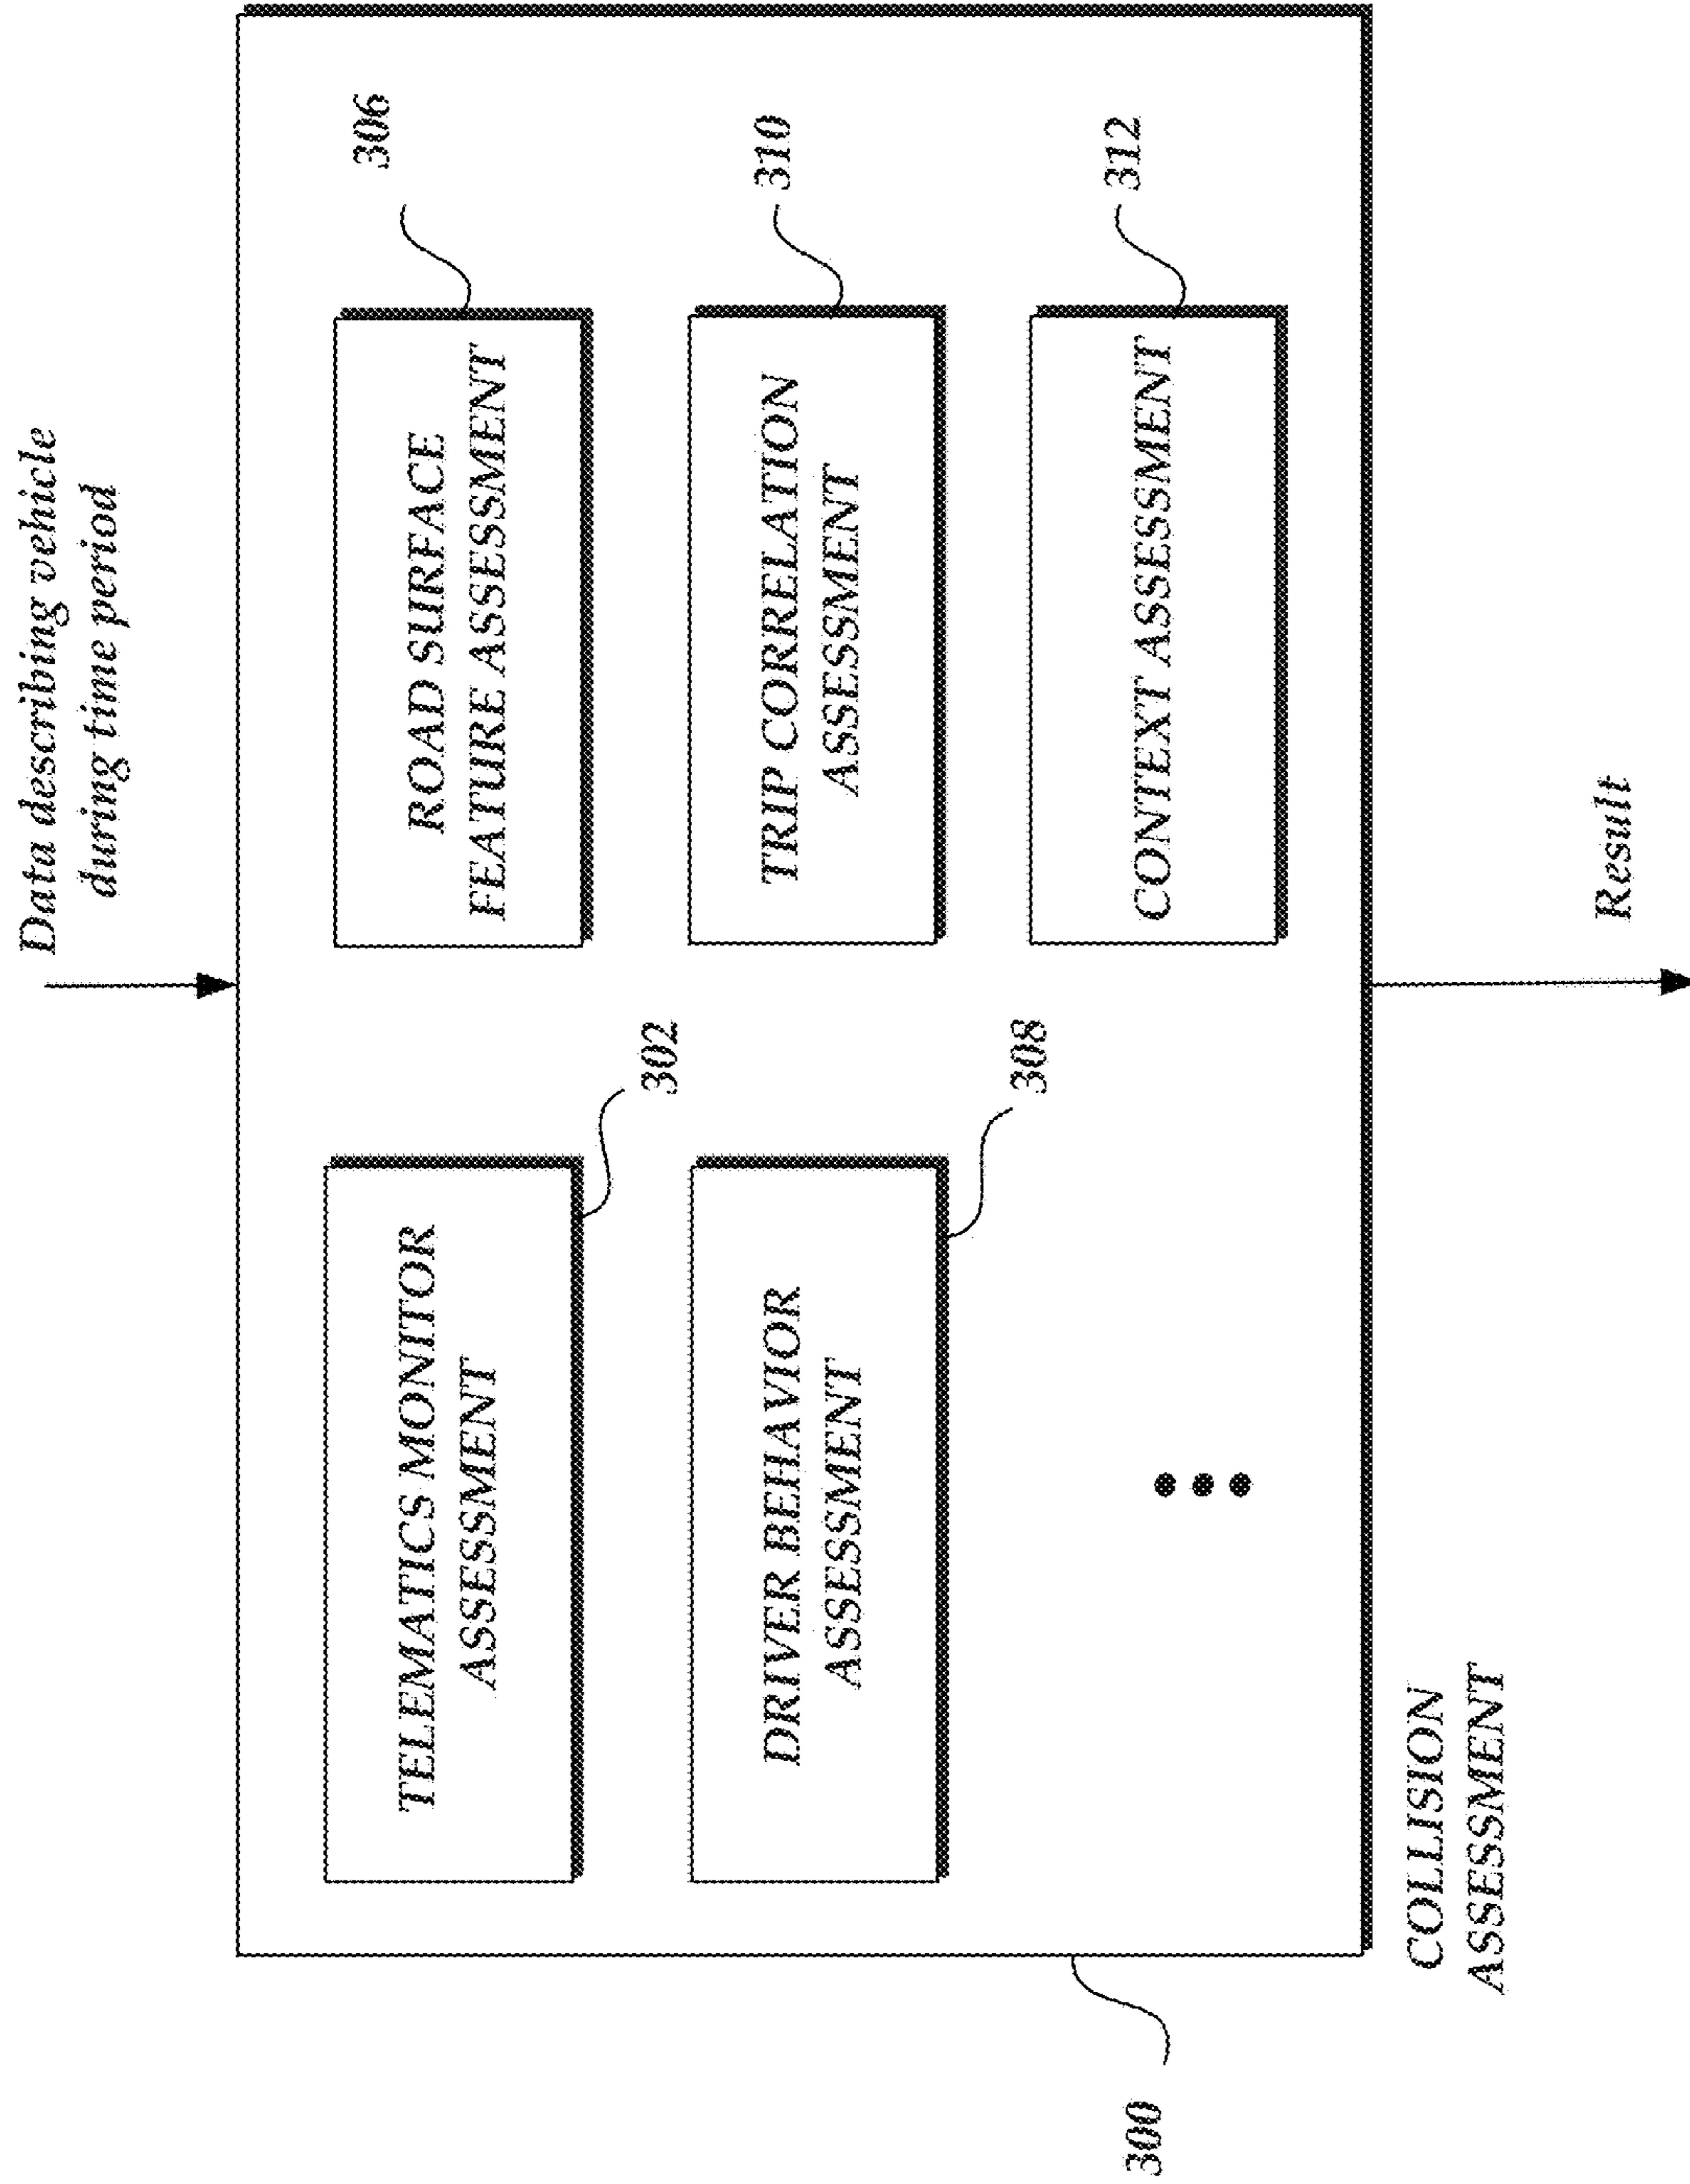 Data describing vehicle
during time period
TELEMATICS MONITOR
ASSESSMENT
302
ROAD SURFACE
FEATURE ASSESSMENT
306
DRIVER BEHAVIOR
ASSESSMENT
308
TRIP CORRELATION
ASSESSMENT
310
CONTEXT ASSESSMENT
312
300
COLLISION
ASSESSMENT
Result